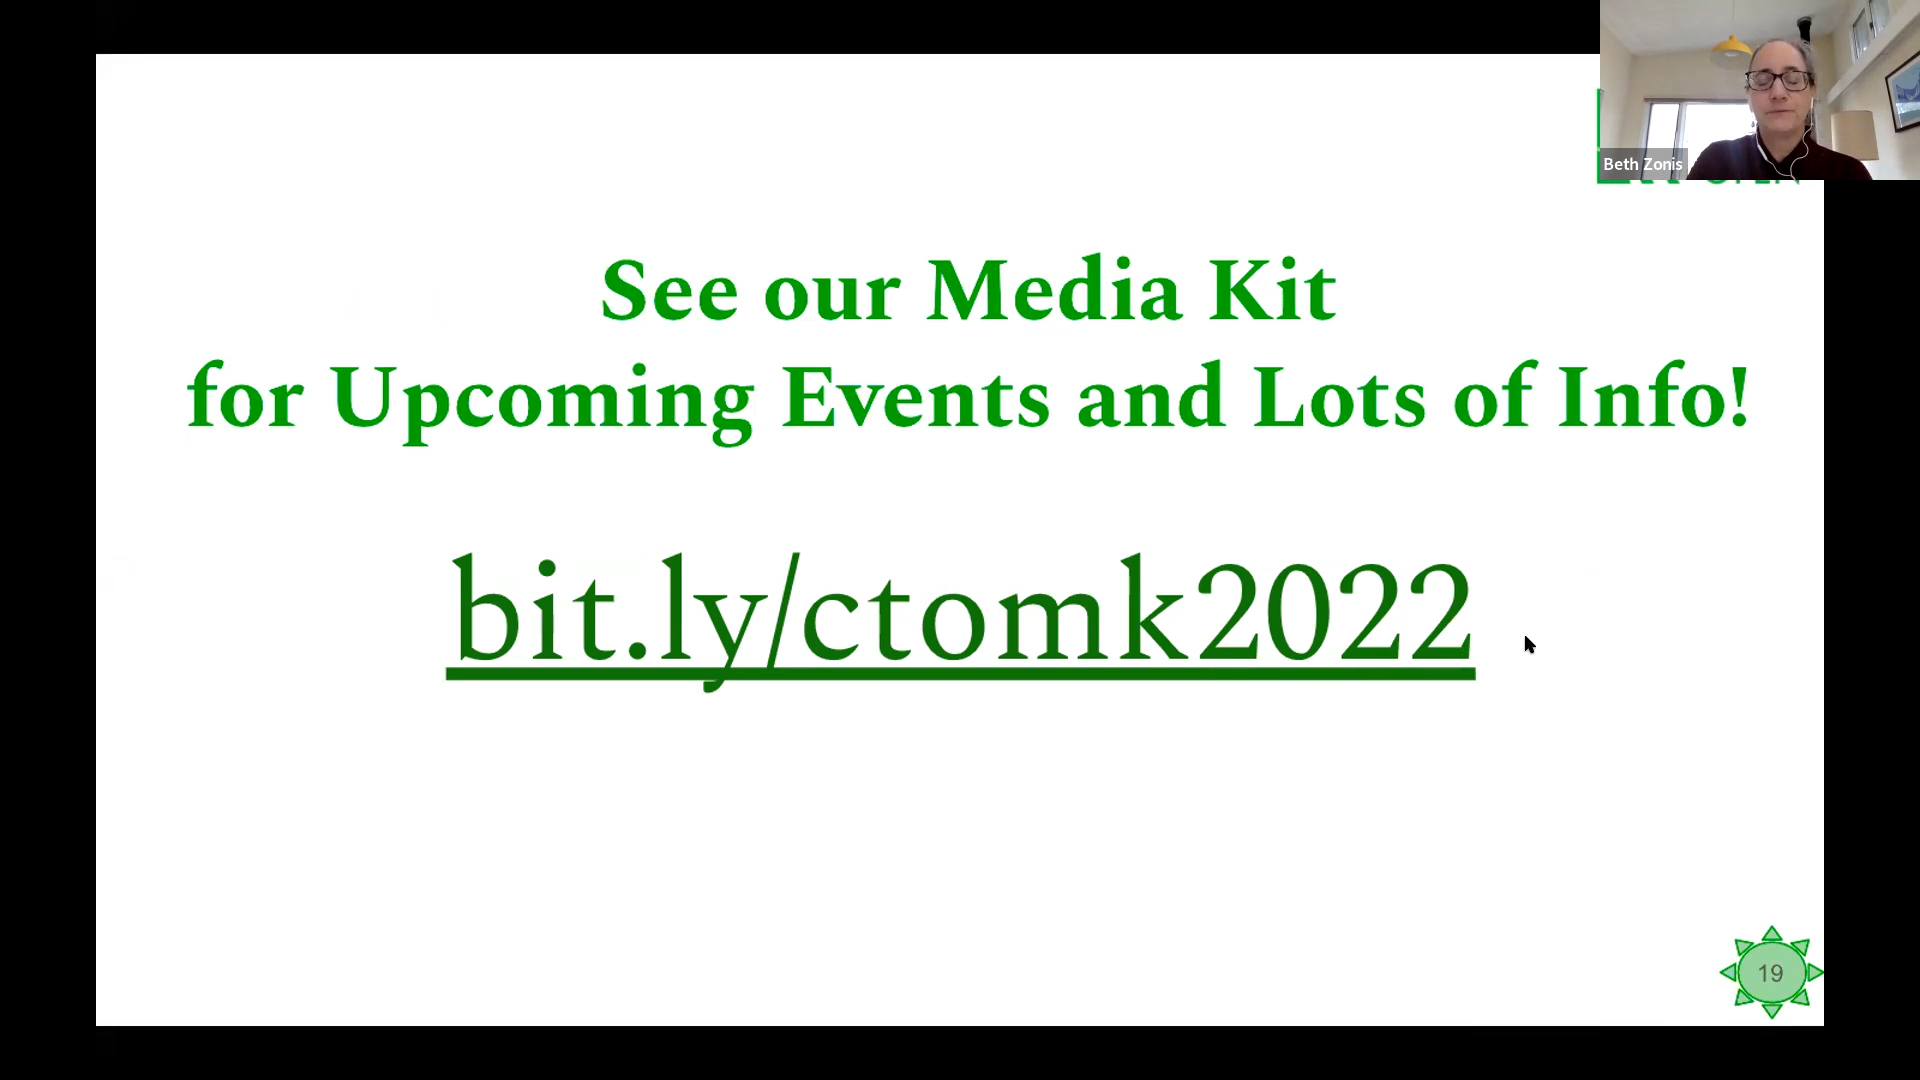 Beth Zonis
See our Media Kit
for Upcoming Events and Lots of Info!
bit.ly/ctomk2022
19